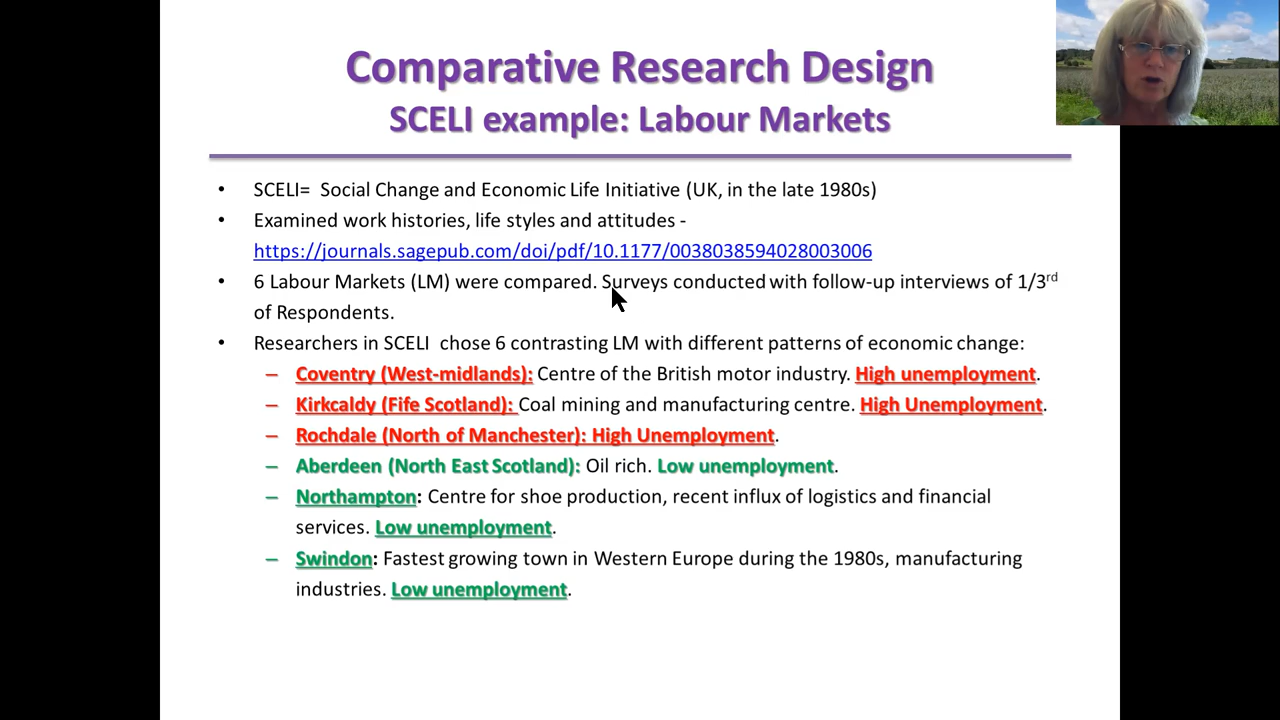 Comparative Research Design
SCELI example: Labour Markets
• SCELI= Social Change and Economic Life Initiative (UK, in the late 1980s)
• Examined work histories, life styles and attitudes -
https://journals.sagepub.com/doi/pdf/10.1177/0038038594028003006
• 6 Labour Markets (LM) were compared. Surveys conducted with follow-up interviews of 1/3rd
of Respondents.
• Researchers in SCELI chose 6 contrasting LM with different patterns of economic change:
– Coventry (West-midlands): Centre of the British motor industry. High unemployment.
– Kirkcaldy (Fife Scotland): Coal mining and manufacturing centre. High Unemployment.
– Rochdale (North of Manchester): High Unemployment.
– Aberdeen (North East Scotland): Oil rich. Low unemployment.
– Northampton: Centre for shoe production, recent influx of logistics and financial
services. Low unemployment.
– Swindon: Fastest growing town in Western Europe during the 1980s, manufacturing
industries. Low unemployment.